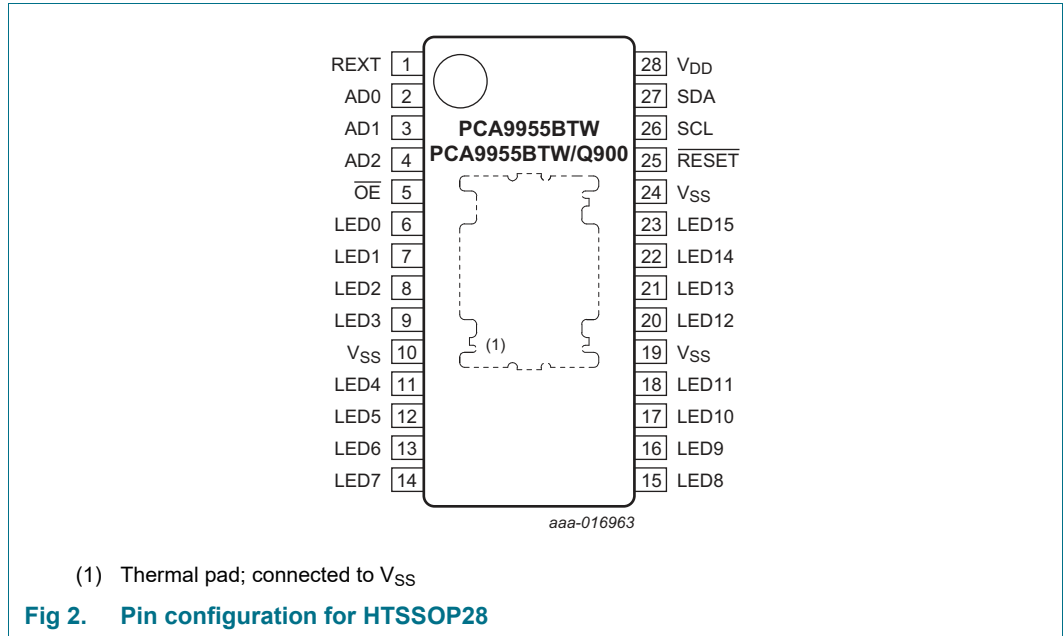 REXT 1
AD0 2
AD1 3
AD2 4
OE 5
LED0 6
LED1 7
LED2 8
LED3 9
VSS 10
LED4 11
LED5 12
LED6 13
LED7 14
PCA9955BTW
PCA9955BTW/Q900
(1)
28 VDD
27 SDA
26 SCL
25 RESET
24 VSS
23 LED15
22 LED14
21 LED13
20 LED12
19 VSS
18 LED11
17 LED10
16 LED9
15 LED8
aaa-016963
(1) Thermal pad; connected to VSS
Fig 2. Pin configuration for HTSSOP28